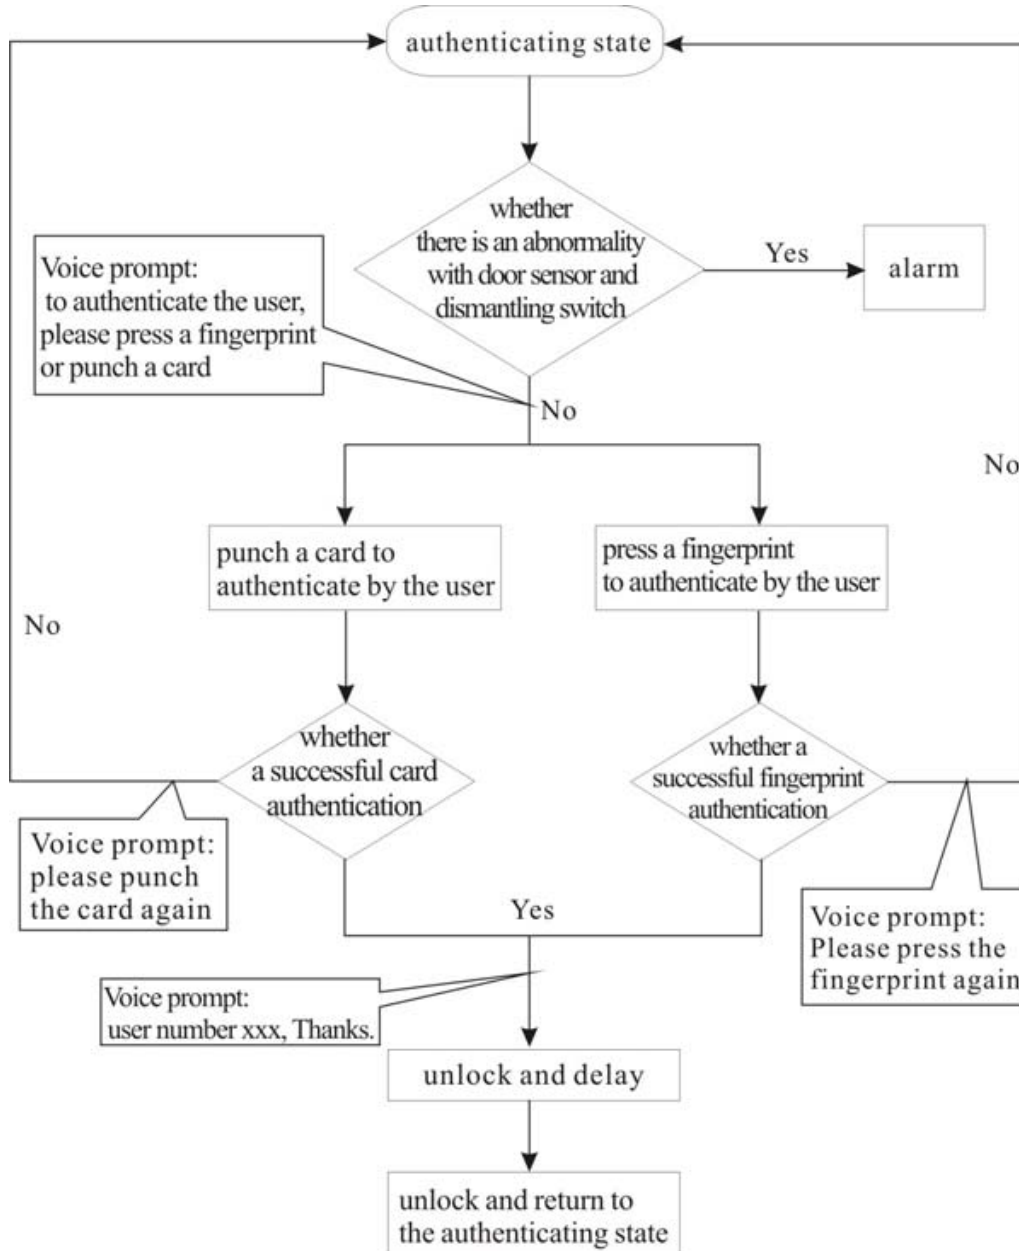 authenticating state
whether
there is an abnormality
with door sensor and
dismantling switch
Yes
alarm
Voice prompt:
to authenticate the user,
please press a fingerprint
or punch a card
No
No
punch a card to
authenticate by the user
press a fingerprint
to authenticate by the user
No
whether
a successful card
authentication
whether a
successful fingerprint
authentication
Voice prompt:
please punch
the card again
Yes
Voice prompt:
Please press the
fingerprint again
Voice prompt:
user number xxx, Thanks.
unlock and delay
unlock and return to
the authenticating state